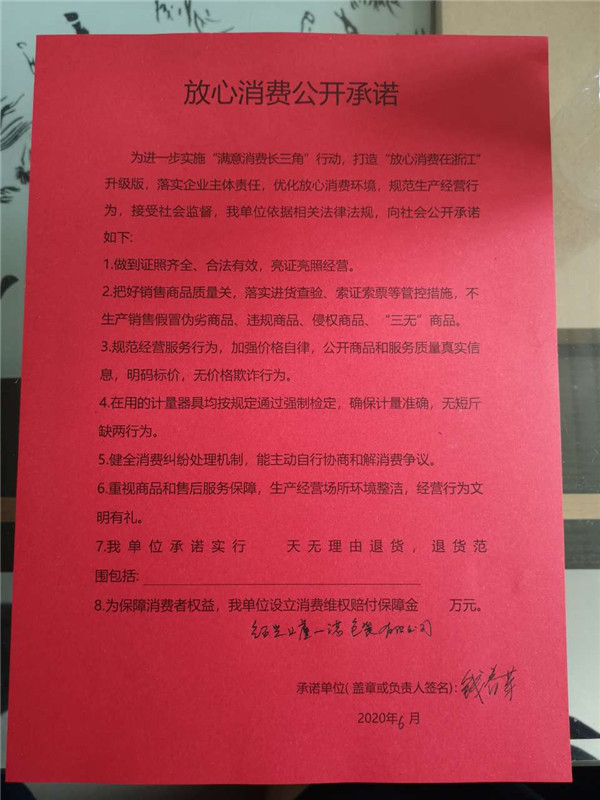 放心消费公开承诺
为进一步实施“满意消费长三角”行动，打造“放心消费在浙江”
升级版，落实企业主体责任，优化放心消费环境，规范生产经营行
为，接受社会监督，我单位依据相关法律法规，向社会公开承诺
如下:
1.做到证照齐全、合法有效，亮证亮照经营。
2.把好销售商品质量关，落实进货查验、索证索票等管控措施，不
生产销售假冒伪劣商品、违规商品、侵权商品、“三无”商品。
3.规范经营服务行为，加强价格自律，公开商品和服务质量真实信
息，明码标价，无价格欺诈行为。
4.在用的计量器具均按规定通过强制检定，确保计量准确，无短斤
缺两行为。
5.健全消费纠纷处理机制，能主动自行协商和解消费争议。
6.重视商品和售后服务保障，生产经营场所环境整洁，经营行为文
明有礼。
7.我单位承诺实行 天无理由退货，退货范
围包括:
8.为保障消费者权益，我单位设立消费维权赔付保障金 万元。
绍兴上虞一诺包装有限公司
承诺单位(盖章或负责人签名):钱春
2020年6月